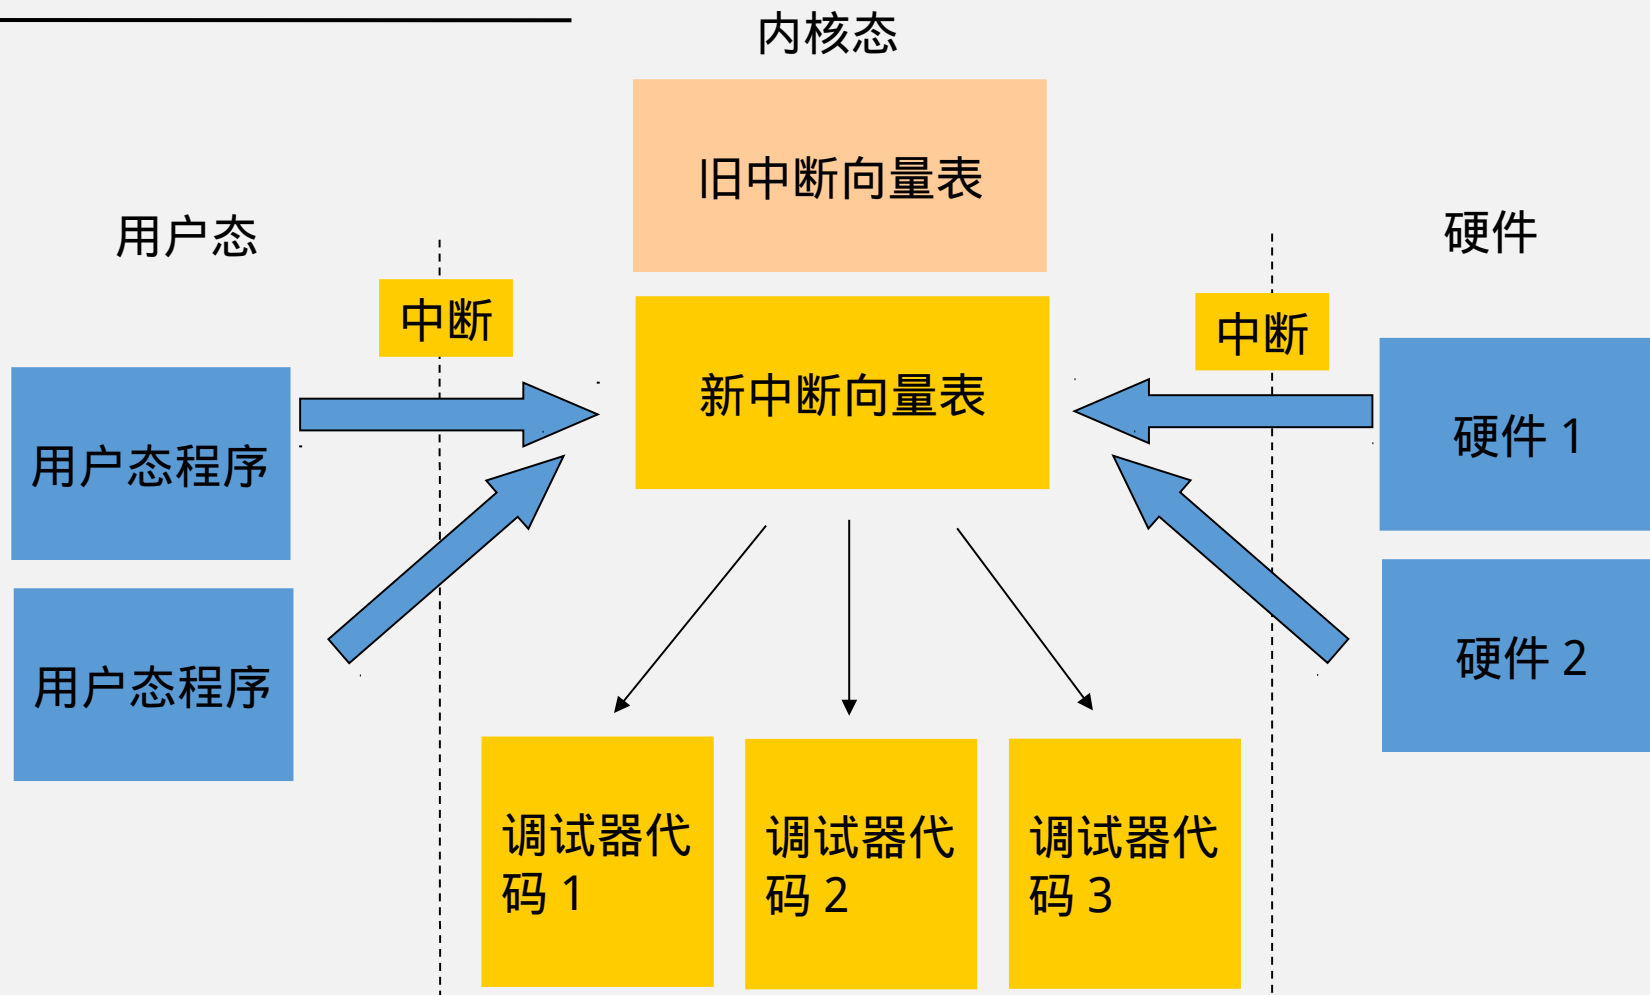 内核态
旧中断向量表
用户态
硬件
中断
中断
新中断向量表
用户态程序
硬件 1
用户态程序
硬件 2
调试器代
码 1
调试器代
码 2
调试器代
码 3